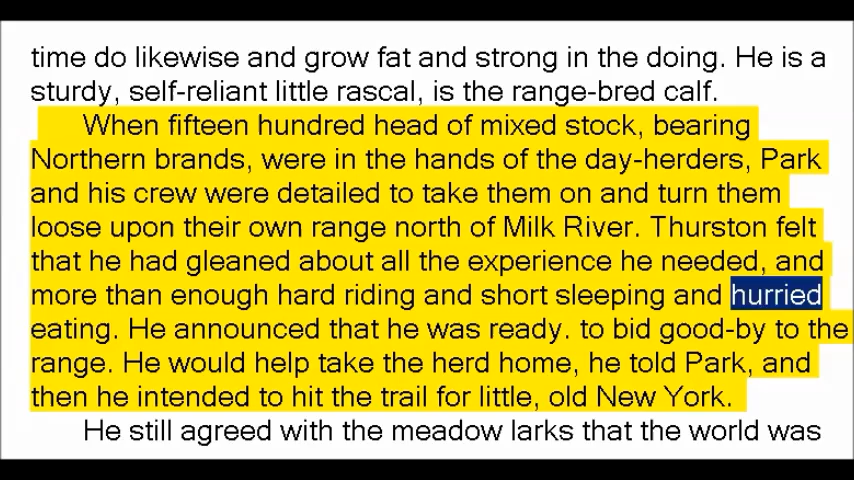 time do likewise and grow fat and strong in the doing. He is a
sturdy, self-reliant little rascal, is the range-bred calf.
When fifteen hundred head of mixed stock, bearing
Northern brands, were in the hands of the day-herders, Park
and his crew were detailed to take them on and turn them
loose upon their own range north of Milk River. Thurston felt
that he had gleaned about all the experience he needed, and
more than enough hard riding and short sleeping and hurried
eating. He announced that he was ready. to bid good-by to the
range. He would help take the herd home, he told Park, and
then he intended to hit the trail for little, old New York.
He still agreed with the meadow larks that the world was